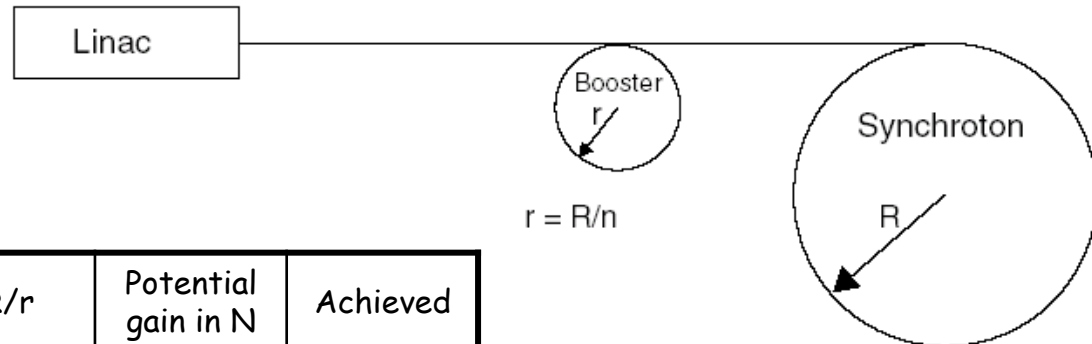 Linac
Booster
r
Synchroton
r = R/n
R
Potential
gain in N
Achieved